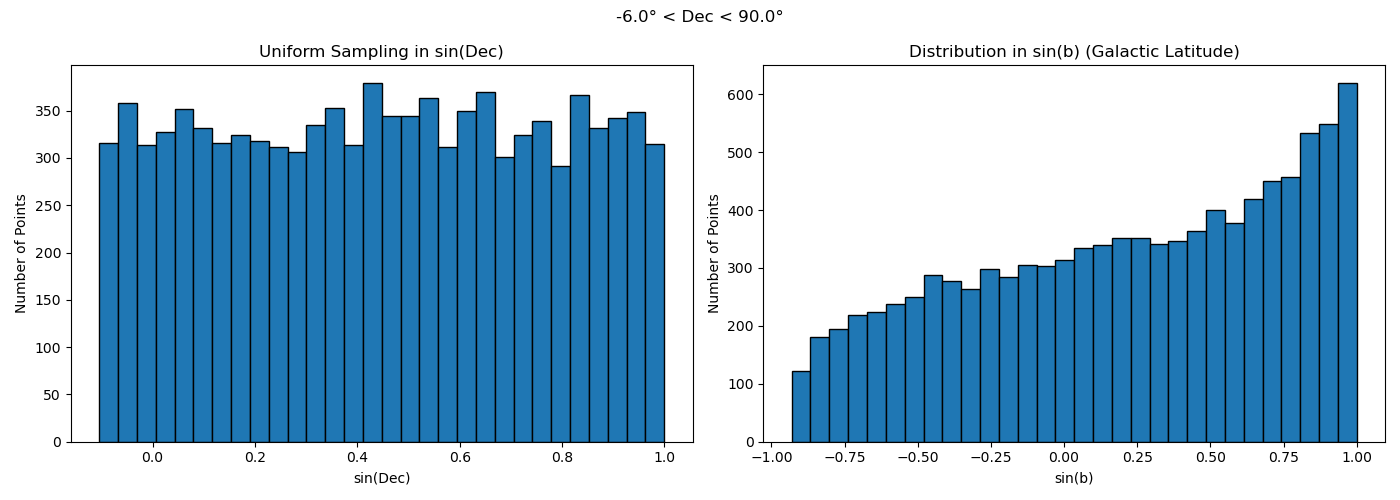 -6.0° < Dec < 90.0°
Uniform Sampling in sin(Dec)
Number of Points
350
300
250
200
150
100
50
0
0.0 0.2 0.4 0.6 0.8 1.0
sin(Dec)
Distribution in sin(b) (Galactic Latitude)
Number of Points
600
500
400
300
200
100
0
−1.00 −0.75 −0.50 −0.25 0.00 0.25 0.50 0.75 1.00
sin(b)